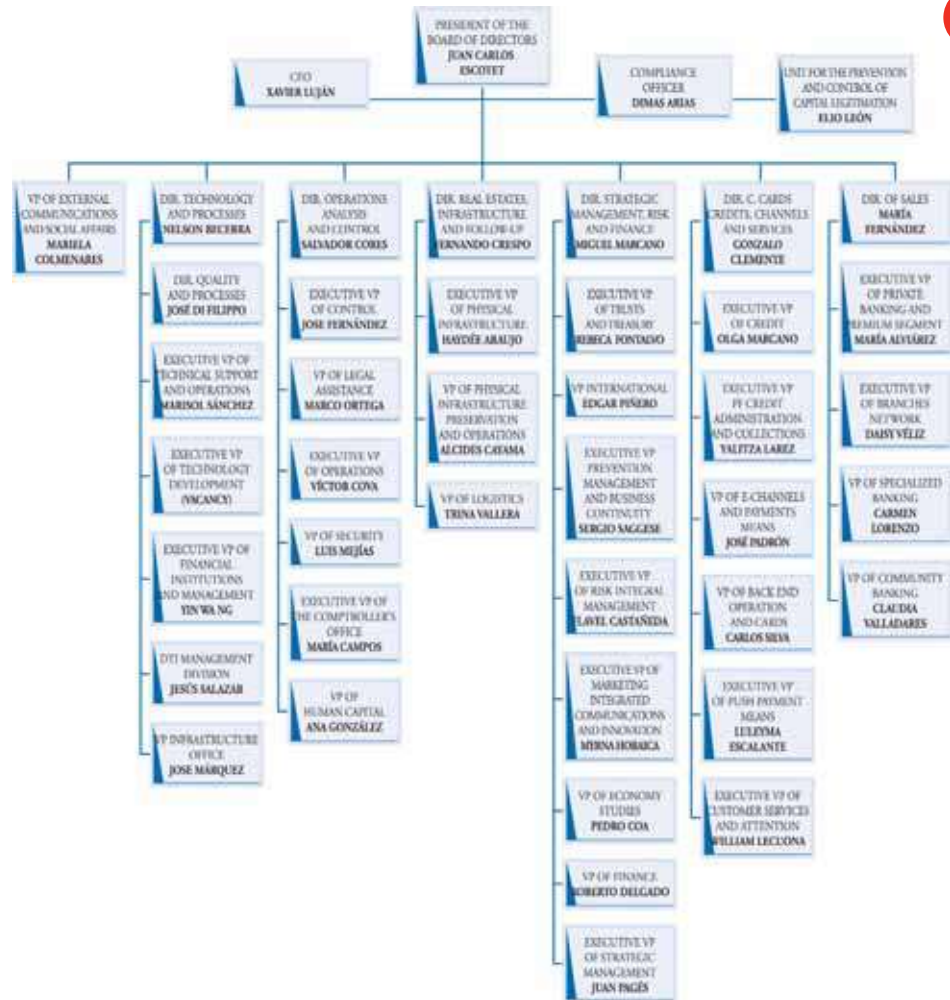 PRESIDENT OF THE
BOARD OF DIRECTORS
JUAN CARLOS
ESCOTET
CFO
XAVIER LUJÁN
COMPLIANCE
OFFICER
DIMAS ARIAS
UNIT FOR THE PREVENTION
AND CONTROL OF
CAPITAL LEGITIMATION
ELIO LEÓN
VP OF EXTERNAL
COMMUNICATIONS
AND SOCIAL AFFAIRS
MARIELA
COLMENARES
DIR. TECHNOLOGY
AND PROCESSES
NELSON BECERRA
DIR. QUALITY
AND PROCESSES
JOSÉ DI FILIPPO
EXECUTIVE VP OF
TECHNICAL SUPPORT
AND OPERATIONS
MARISOL SÁNCHEZ
EXECUTIVE VP
OF TECHNOLOGY
DEVELOPMENT
(VACANCY)
EXECUTIVE VP OF
FINANCIAL
INSTITUTIONS
AND MANAGEMENT
YIN WA NG
DTI MANAGEMENT
DIVISION
JESÚS SALAZAR
VP INFRASTRUCTURE
OFFICE
JOSE MÁRQUEZ
DIR. OPERATIONS
ANALYSIS
AND CONTROL
SALVADOR CORES
EXECUTIVE VP
OF CONTROL
JOSE FERNÁNDEZ
VP OF LEGAL
ASSISTANCE
MARCO ORTEGA
EXECUTIVE VP
OF OPERATIONS
VÍCTOR COVA
VP OF SECURITY
LUIS MEJÍAS
EXECUTIVE VP OF
THE COMPTROLLER'S
OFFICE
MARÍA CAMPOS
VP OF
HUMAN CAPITAL
ANA GONZÁLEZ
DIR. REAL ESTATES,
INFRASTRUCTURE
AND FOLLOW-UP
FERNANDO CRESPO
EXECUTIVE VP
OF PHYSICAL
INFRASTRUCTURE
HAYDÉE ARAUJO
VP OF PHYSICAL
INFRASTRUCTURE
PRESERVATION
AND OPERATIONS
ALCIDES CAYAMA
VP OF LOGISTICS
TRINA VALLERA
DIR. STRATEGIC
MANAGEMENT, RISK
AND FINANCE
MIGUEL MARCANO
EXECUTIVE VP
OF TRUSTS
AND TREASURY
REBECA FONTALVO
VP INTERNATIONAL
EDGAR PIÑERO
EXECUTIVE VP
PREVENTION
MANAGEMENT
AND BUSINESS
CONTINUITY
SERGIO SAGGESE
EXECUTIVE VP
OF RISK INTEGRAL
MANAGEMENT
FLAVEL CASTAÑEDA
EXECUTIVE VP OF
MARKETING
INTEGRATED
COMMUNICATIONS
AND INNOVATION
MYRNA HOBAICA
VP OF ECONOMY
STUDIES
PEDRO COA
VP OF FINANCE
ROBERTO DELGADO
EXECUTIVE VP
OF STRATEGIC
MANAGEMENT
JUAN PAGÉS
DIR. C. CARDS
CREDITS, CHANNELS
AND SERVICES
GONZALO
CLEMENTE
EXECUTIVE VP
OF CREDIT
OLGA MARCANO
EXECUTIVE VP
PF CREDIT
ADMINISTRATION
AND COLLECTIONS
YALITZA LAREZ
VP OF E-CHANNELS
AND PAYMENTS
MEANS
JOSÉ PADRÓN
VP OF BACK END
OPERATION
AND CARDS
CARLOS SILVA
EXECUTIVE VP
OF PUSH PAYMENT
MEANS
LULEYMA
ESCALANTE
EXECUTIVE VP OF
CUSTOMER SERVICES
AND ATTENTION
WILLIAM LECUONA
DIR. OF SALES
MARÍA
FERNÁNDEZ
EXECUTIVE VP
OF PRIVATE
BANKING AND
PREMIUM SEGMENT
MARÍA ALVIÁREZ
EXECUTIVE VP
OF BRANCHES
NETWORK
DAISY VÉLIZ
VP OF SPECIALIZED
BANKING
CARMEN
LORENZO
VP OF COMMUNITY
BANKING
CLAUDIA
VALLADARES